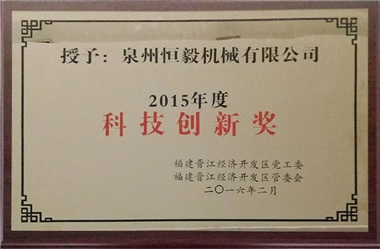 授予：泉州恒毅机械有限公司
2015年度
科技创新奖
福建晋江经济开发区党工委
福建晋江经济开发区管委会
二〇一六年二月